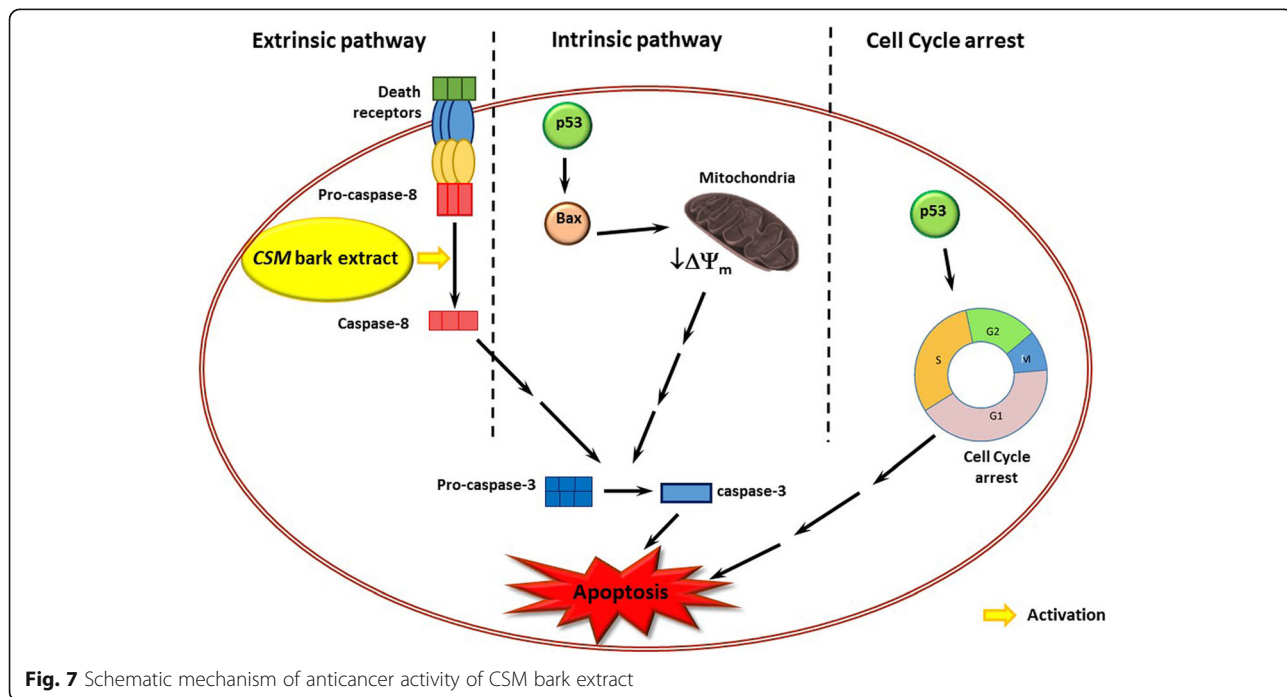 Extrinsic pathway
Intrinsic pathway
Cell Cycle arrest
Death
receptors
Pro-caspase-8
CSM bark extract
Caspase-8
p53
Bax
Mitochondria
↓ΔΨm
p53
G2
S
M
G1
Cell Cycle
arrest
Pro-caspase-3
caspase-3
Apoptosis
Activation
Fig. 7 Schematic mechanism of anticancer activity of CSM bark extract